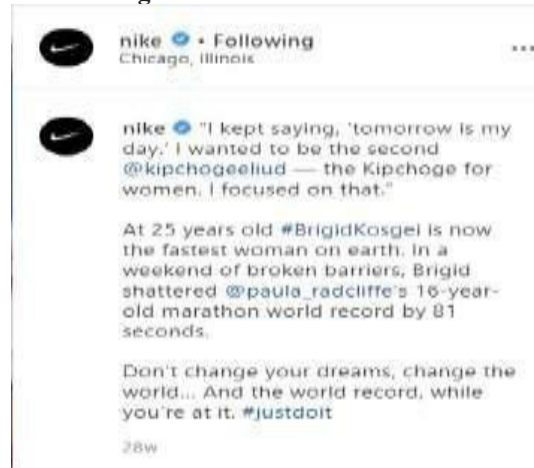 nike • Following
Chicago, Illinois
nike "I kept saying, 'tomorrow is my
day.' I wanted to be the second
@kipchogeeliud — the Kipchoge for
women. I focused on that."
At 25 years old #BrigidKosgei is now
the fastest woman on earth. In a
weekend of broken barriers, Brigid
shattered @paula_radcliffe's 16-year-
old marathon world record by 81
seconds.
Don't change your dreams, change the
world... And the world record, while
you're at it. #justdoit
28w